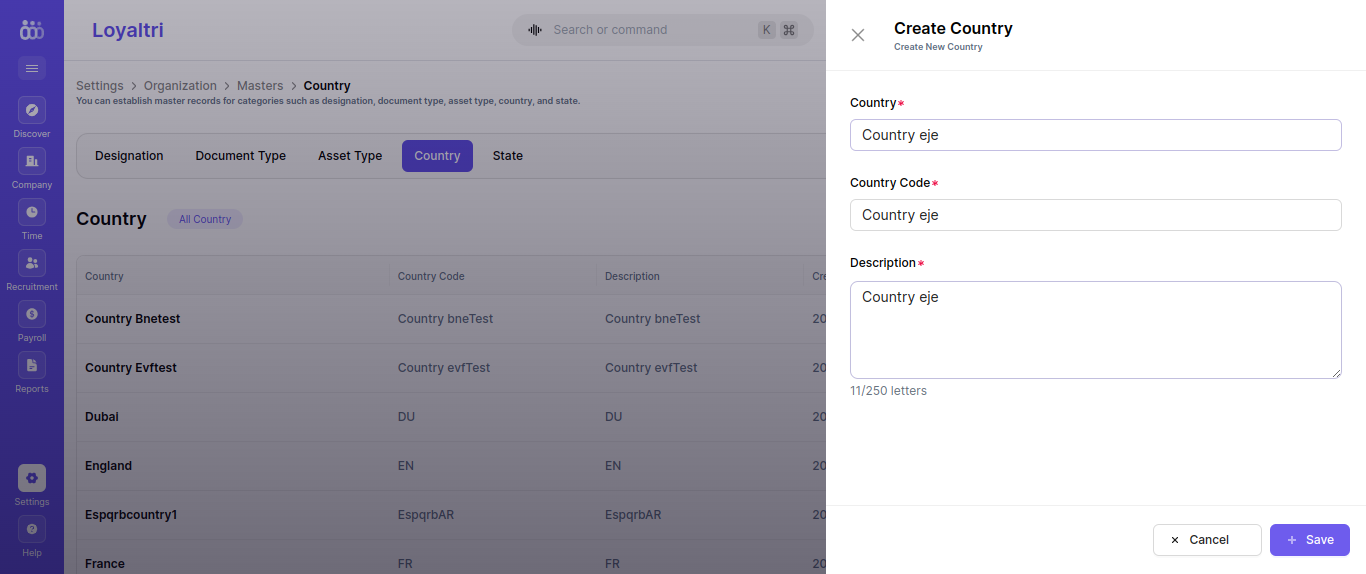 Loyaltri
Search or command
K ⌘
Discover
Company
Time
Recruitment
Payroll
Reports
Settings
Help
Settings > Organization > Masters > Country
You can establish master records for categories such as designation, document type, asset type, country, and state.
Designation Document Type Asset Type Country State
Country All Country
Country Country Code Description
Country Bnetest Country bneTest Country bneTest 20
Country Evftest Country evfTest Country evfTest 20
Dubai DU DU 20
England EN EN 20
Espqrbcountry1 EspqrbAR EspqrbAR 20
France FR FR 20
Create Country
Create New Country
Country*
Country eje
Country Code*
Country eje
Description*
Country eje
11/250 letters
× Cancel + Save